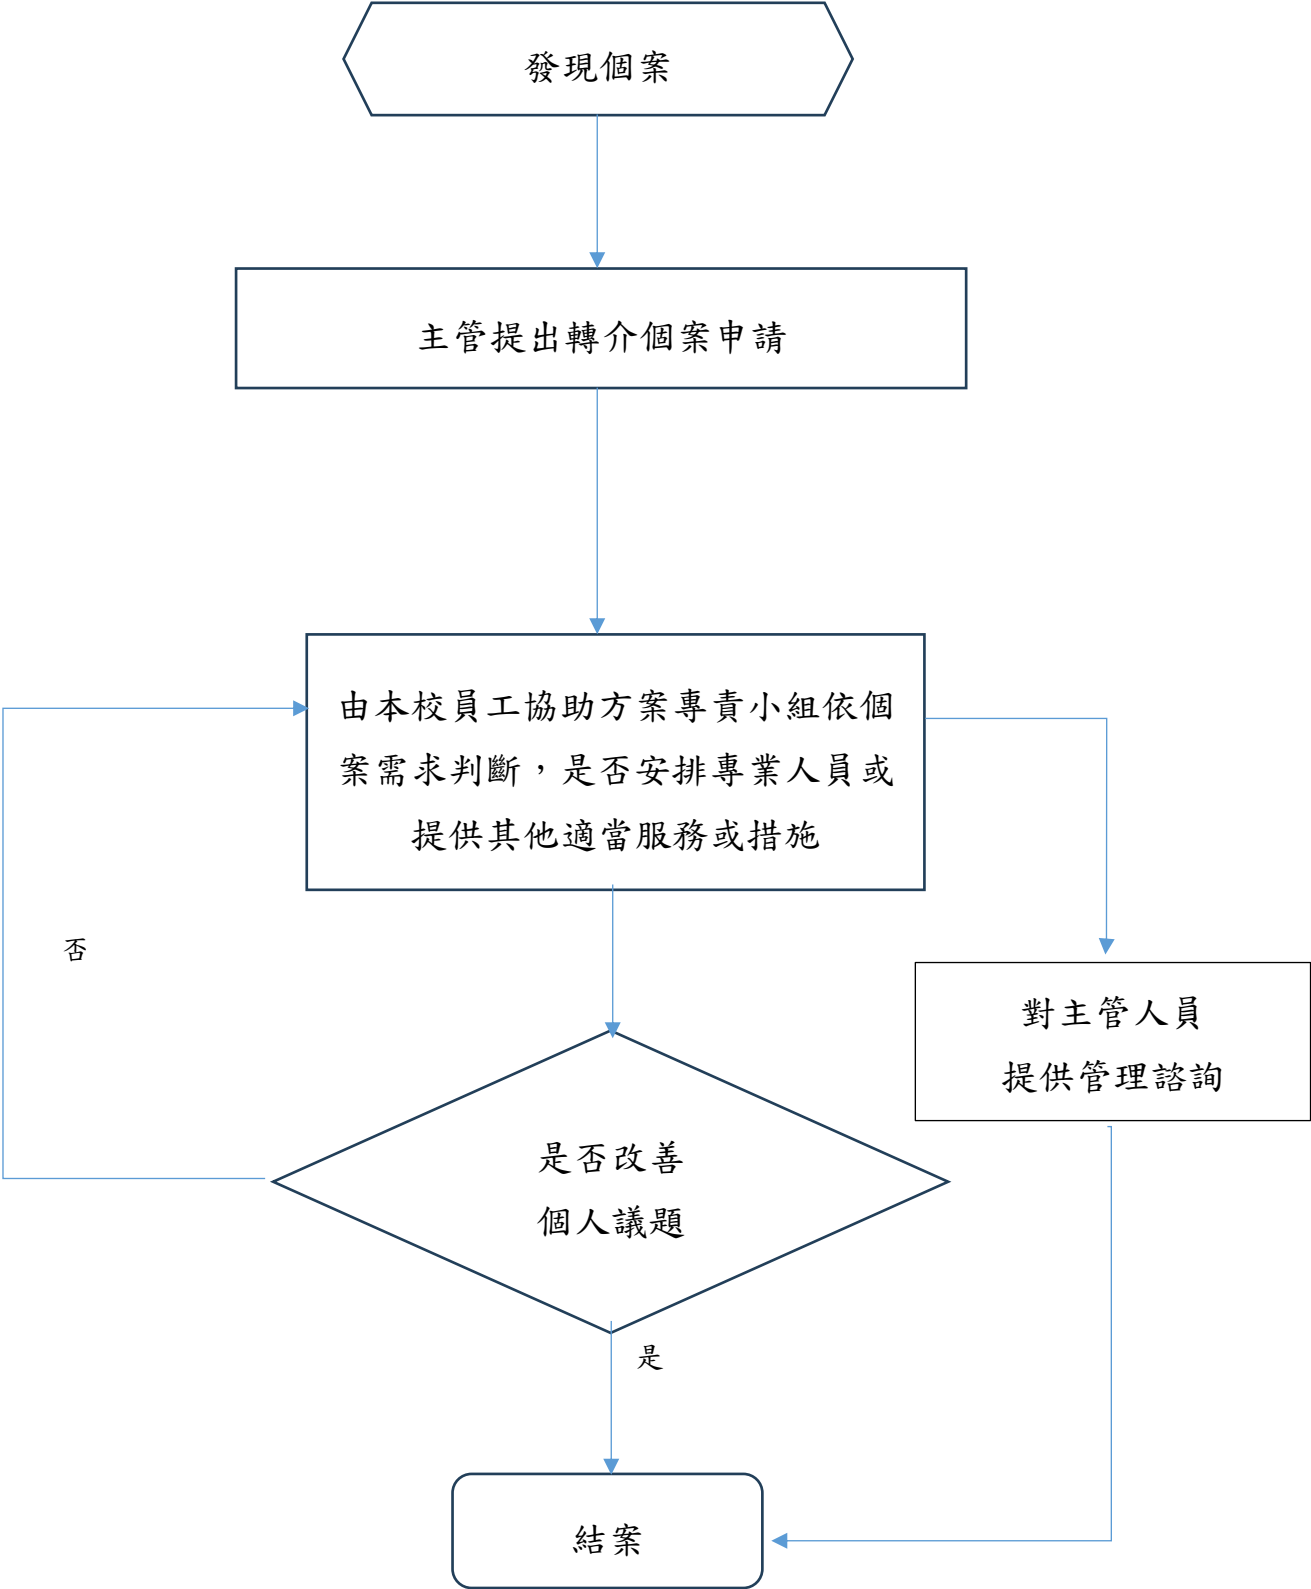 發現個案
主管提出轉介個案申請
由本校員工協助方案專責小組依個
案需求判斷，是否安排專業人員或
提供其他適當服務或措施
否
對主管人員
提供管理諮詢
是否改善
個人議題
是
結案